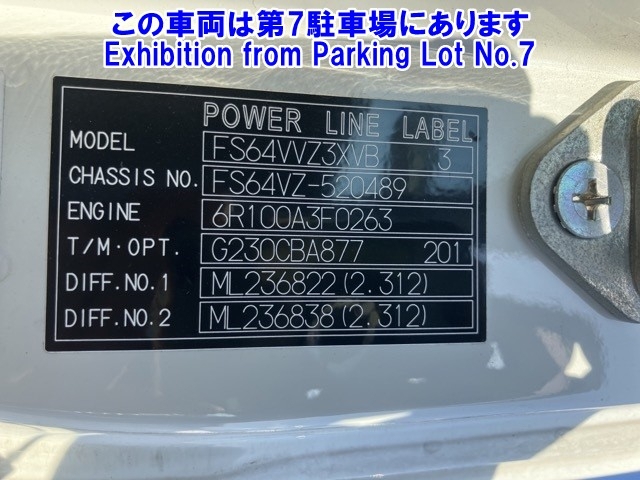 この車両は第7駐車場にあります
Exhibition from Parking Lot No.7
POWER LINE LABEL
MODEL FS64VVZ3XVB 3
CHASSIS NO. FS64VZ-520489
ENGINE 6R100A3F0263
T/M·OPT. G230CBA877 201
DIFF.NO.1 ML236822(2.312)
DIFF.NO.2 ML236838(2.312)